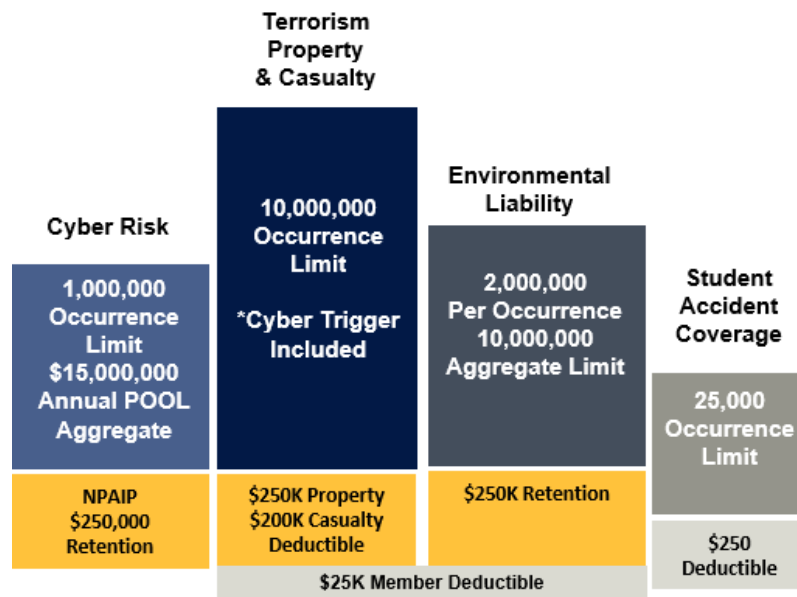 Terrorism
Property
& Casualty
Cyber Risk
Environmental
Liability
Student
Accident
Coverage
1,000,000
Occurrence
Limit
$15,000,000
Annual POOL
Aggregate
10,000,000
Occurrence
Limit
*Cyber Trigger
Included
2,000,000
Per Occurrence
10,000,000
Aggregate Limit
25,000
Occurrence
Limit
NPAIP
$250,000
Retention
$250K Property
$200K Casualty
Deductible
$250K Retention
$250
Deductible
$25K Member Deductible